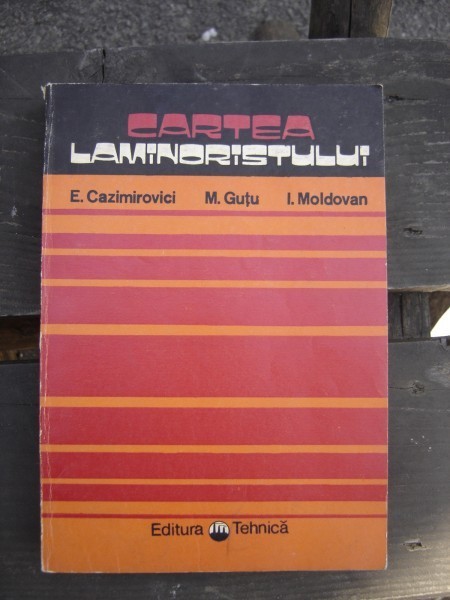 CARTEA
LAMINORISTULUI
E. Cazimirovici M. Guțu I. Moldovan
Editura Tehnică